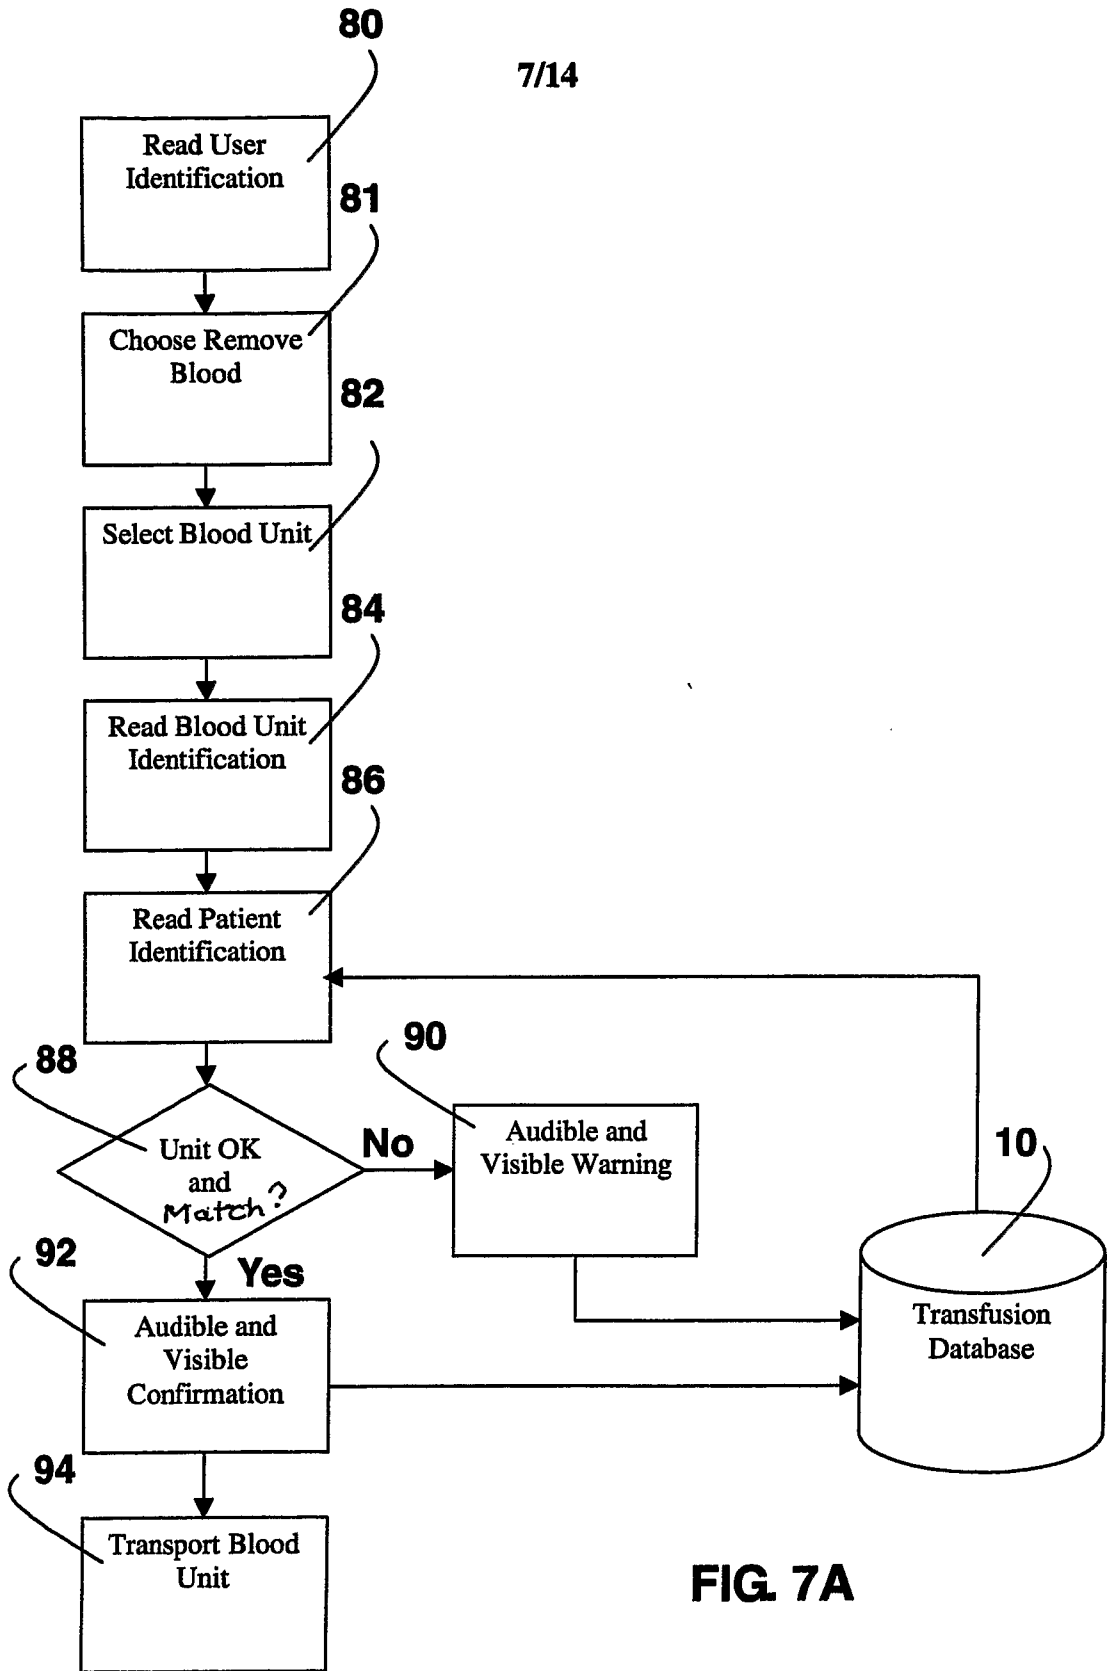 80
7/14
Read User
Identification
81
Choose Remove
Blood
82
Select Blood Unit
84
Read Blood Unit
Identification
86
Read Patient
Identification
88
90
Unit OK
and
Match?
No
Audible and
Visible Warning
10
92
Yes
Audible and
Visible
Confirmation
Transfusion
Database
94
Transport Blood
Unit
FIG. 7A